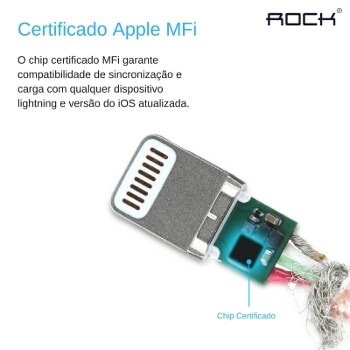 Certificado Apple MFi
ROCK®
O chip certificado MFi garante
compatibilidade de sincronização e
carga com qualquer dispositivo
lightning e versão do iOS atualizada.
Chip Certificado